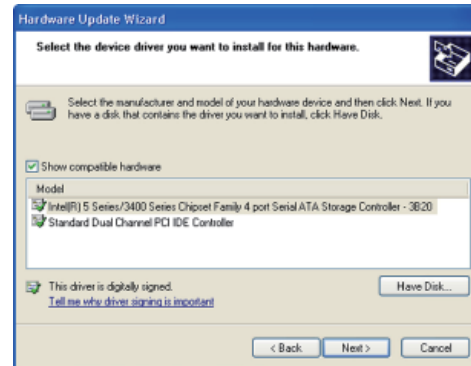 Hardware Update Wizard
Select the device driver you want to install for this hardware.
Select the manufacturer and model of your hardware device and then click Next. If you
have a disk that contains the driver you want to install, click Have Disk.
Show compatible hardware
Model
Intel(R) 5 Series/3400 Series Chipset Family 4 port Serial ATA Storage Controller - 3B20
Standard Dual Channel PCI IDE Controller
This driver is digitally signed.
Have Disk...
Tell me why driver signing is important
< Back
Next >
Cancel